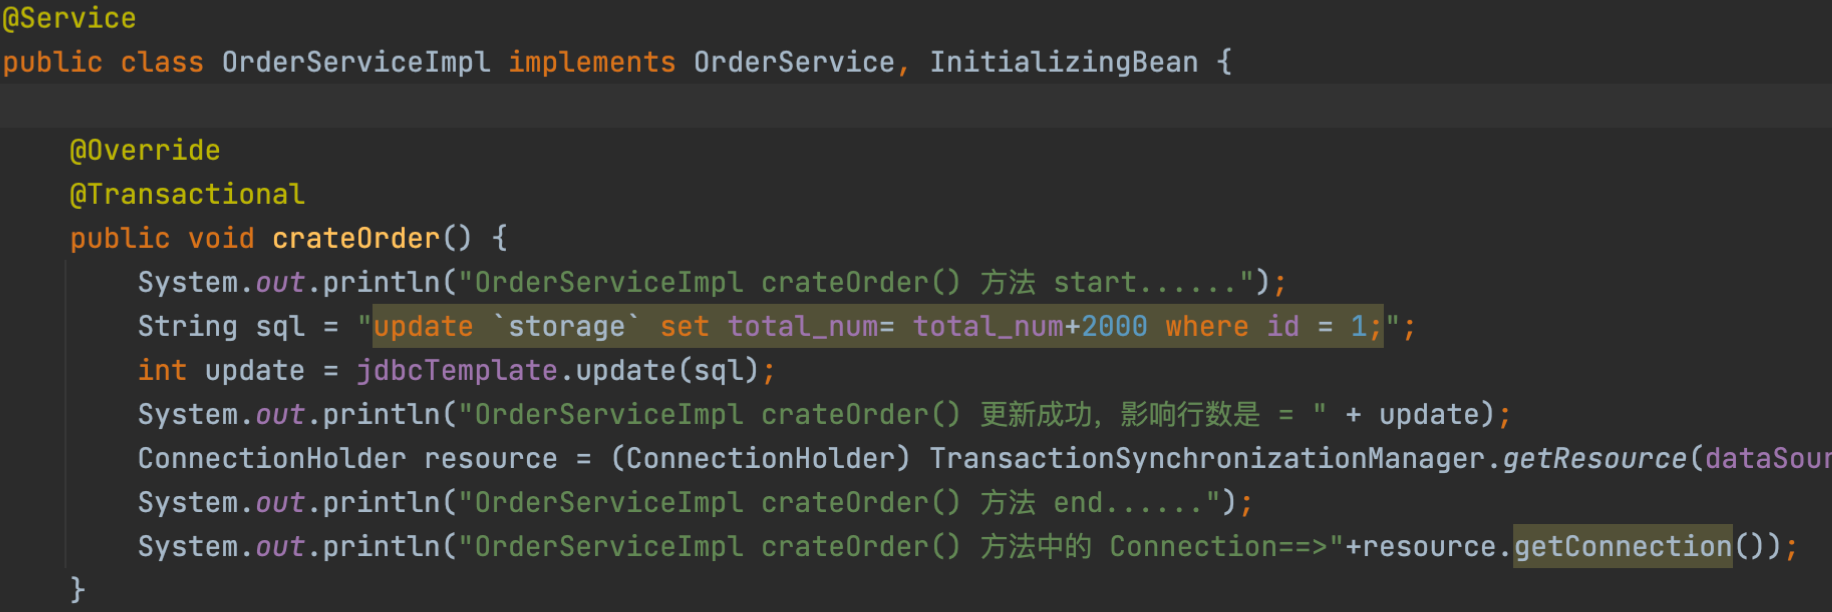 @Service
public class OrderServiceImpl implements OrderService, InitializingBean {
@Override
@Transactional
public void crateOrder() {
System.out.println("OrderServiceImpl crateOrder() 方法 start......");
String sql = "update `storage` set total_num= total_num+2000 where id = 1;";
int update = jdbcTemplate.update(sql);
System.out.println("OrderServiceImpl crateOrder() 更新成功，影响行数是 = " + update);
ConnectionHolder resource = (ConnectionHolder) TransactionSynchronizationManager.getResource(
System.out.println("OrderServiceImpl crateOrder() 方法 end......");
System.out.println("OrderServiceImpl crateOrder() 方法中的 Connection==>"+resource.getConnection());
}